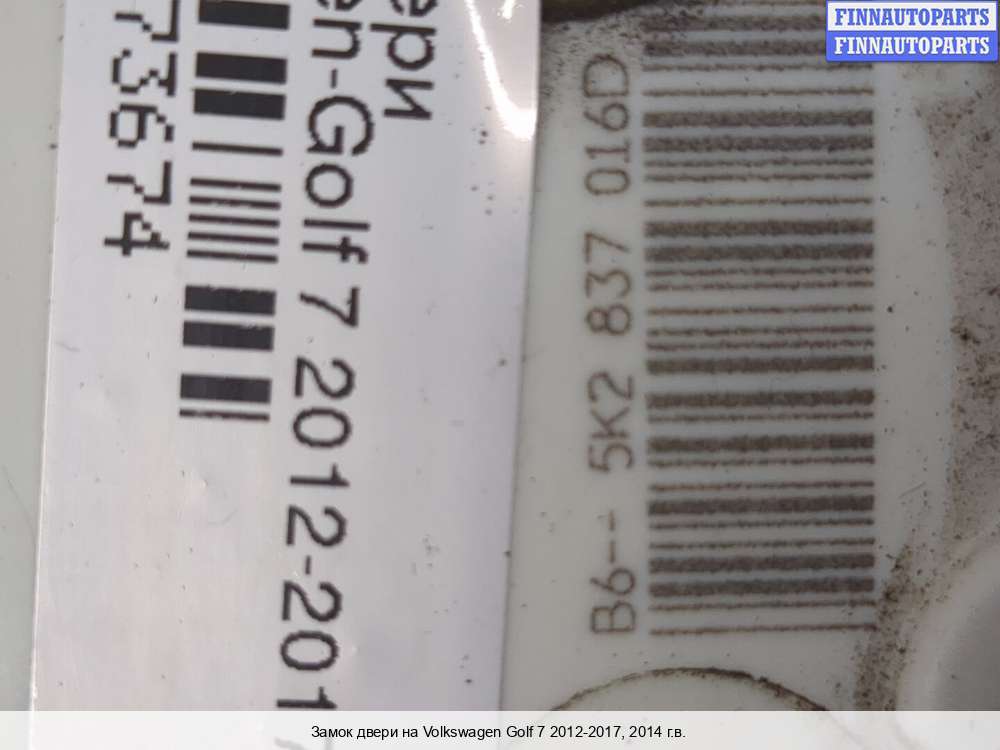 FINNAUTOPARTS
FINNAUTOPARTS
ери
en-Golf 7 2012-201
73674
B6-- 5K2 837 016D
Замок двери на Volkswagen Golf 7 2012-2017, 2014 г.в.